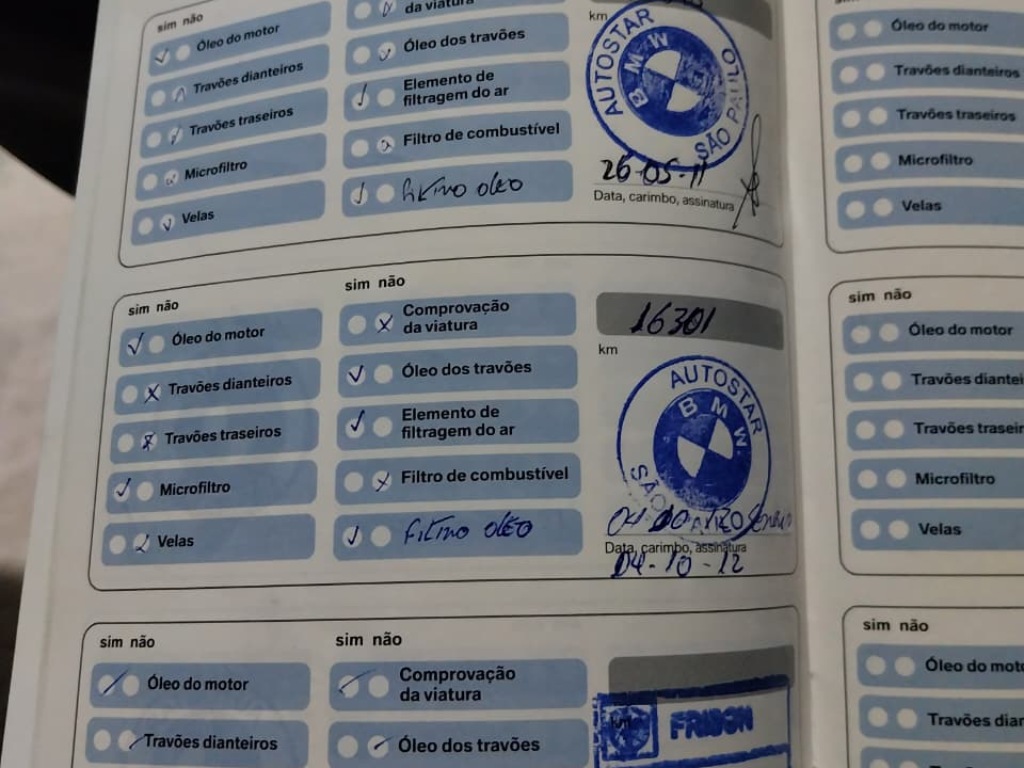 sim não
Óleo do motor
Travões dianteiros
Travões traseiros
Microfiltro
Velas
da viatura
Óleo dos travões
Elemento de
filtragem do ar
Filtro de combustível
filtro oleo
km
AUTOSTAR
BMW
SÃO PAULO
26-05-11
Data, carimbo, assinatura
sim não
Óleo do motor
Travões dianteiros
Travões traseiros
Microfiltro
Velas
sim não
Comprovação
da viatura
Óleo dos travões
Elemento de
filtragem do ar
Filtro de combustível
filtro oleo
16301
km
AUTOSTAR
BMW
SÃO
Data, carimbo, assinatura
04-10-12
sim não
Óleo do motor
Travões dianteiros
sim não
Comprovação
da viatura
Óleo dos travões
FRISON
Óleo do motor
Travões dianteiros
Travões traseiros
Microfiltro
Velas
sim não
Óleo do motor
Travões diantei
Travões traseir
Microfiltro
Velas
sim não
Óleo do moto
Travões dian